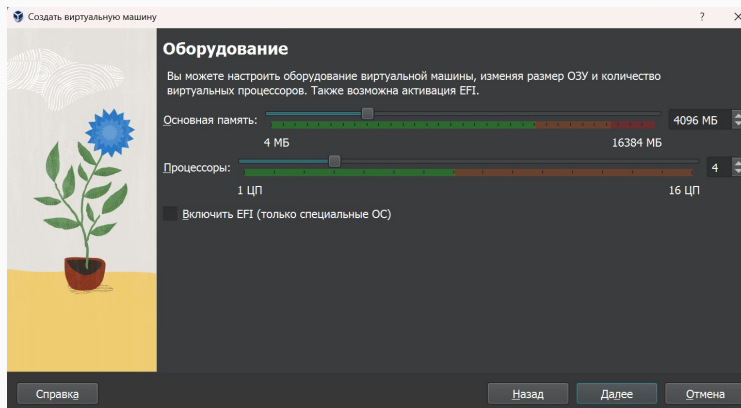 Создать виртуальную машину
Оборудование
Вы можете настроить оборудование виртуальной машины, изменяя размер ОЗУ и количество
виртуальных процессоров. Также возможна активация EFI.
Основная память: 4096 МБ
4 МБ 16384 МБ
Процессоры: 4
1 ЦП 16 ЦП
Включить EFI (только специальные ОС)
Справка Назад Далее Отмена